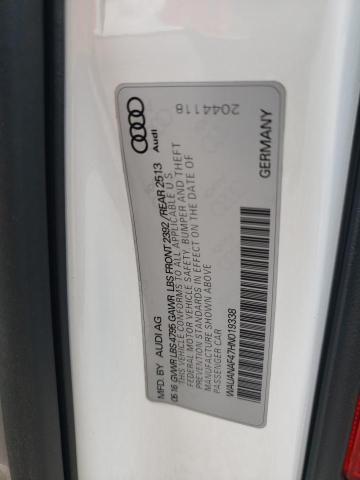 MFD. BY AUDI AG
05.16 GVWR LBS 4795 GAWR LBS FRONT 2392 / REAR 2513
THIS VEHICLE CONFORMS TO ALL APPLICABLE U.S.
FEDERAL MOTOR VEHICLE SAFETY, BUMPER AND THEFT
PREVENTION STANDARDS IN EFFECT ON THE DATE OF
MANUFACTURE SHOWN ABOVE
PASSENGER CAR
WAUANAF47HN019338
GERMANY
Audi
2044118